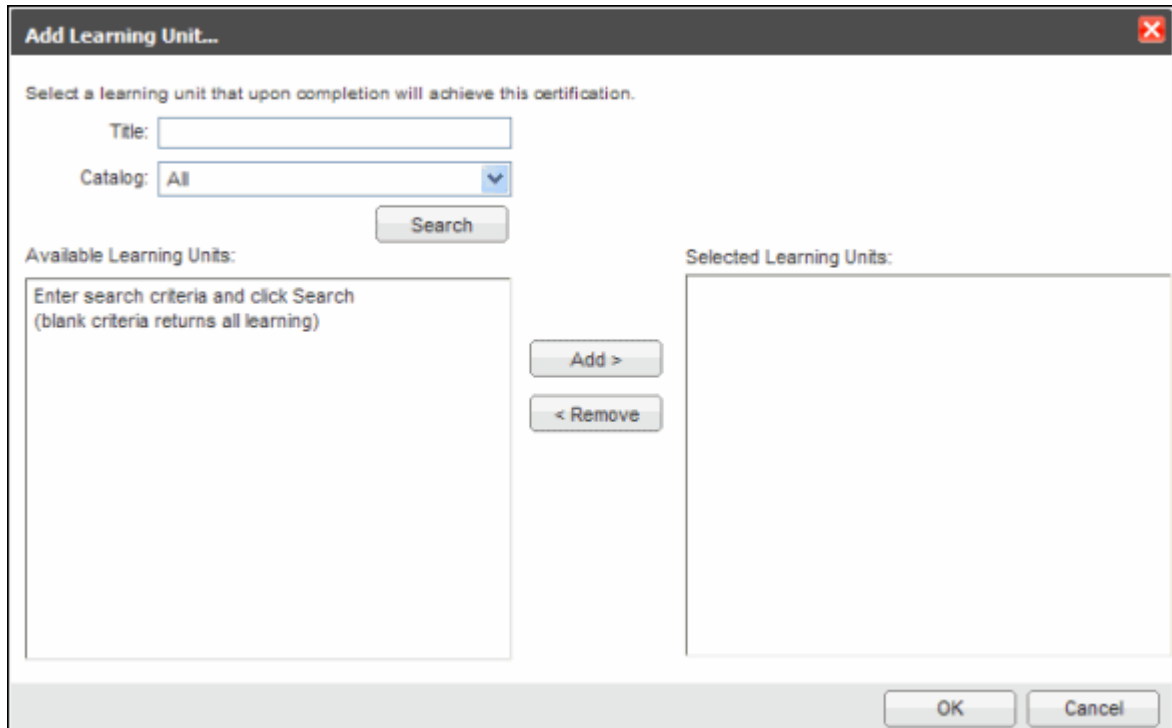 Add Learning Unit...
Select a learning unit that upon completion will achieve this certification.
Title:
Catalog: All
Search
Available Learning Units:
Selected Learning Units:
Enter search criteria and click Search
(blank criteria returns all learning)
Add >
< Remove
OK Cancel